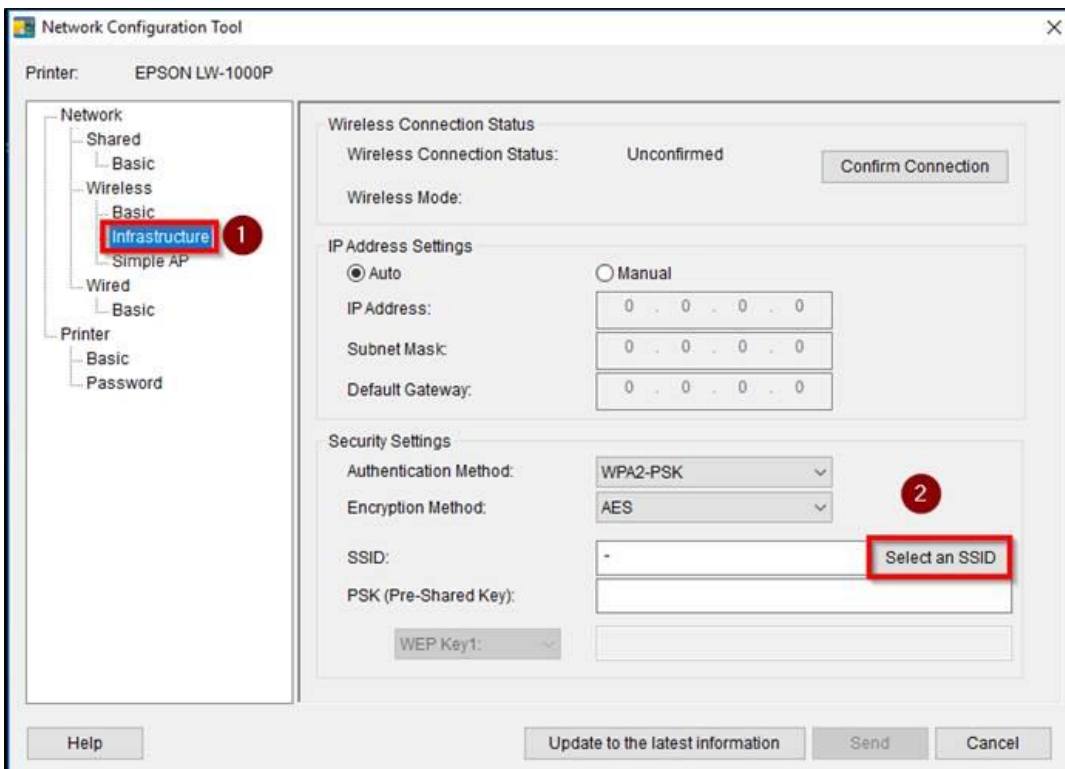 Network Configuration Tool
Printer: EPSON LW-1000P
Network
Shared
Basic
Wireless
Basic
Infrastructure 1
Simple AP
Wired
Basic
Printer
Basic
Password
Wireless Connection Status
Wireless Connection Status: Unconfirmed
Confirm Connection
Wireless Mode:
IP Address Settings
Auto Manual
IP Address: 0 . 0 . 0 . 0
Subnet Mask: 0 . 0 . 0 . 0
Default Gateway: 0 . 0 . 0 . 0
Security Settings
Authentication Method: WPA2-PSK
Encryption Method: AES
2
SSID: - Select an SSID
PSK (Pre-Shared Key):
WEP Key1:
Help Update to the latest information Send Cancel